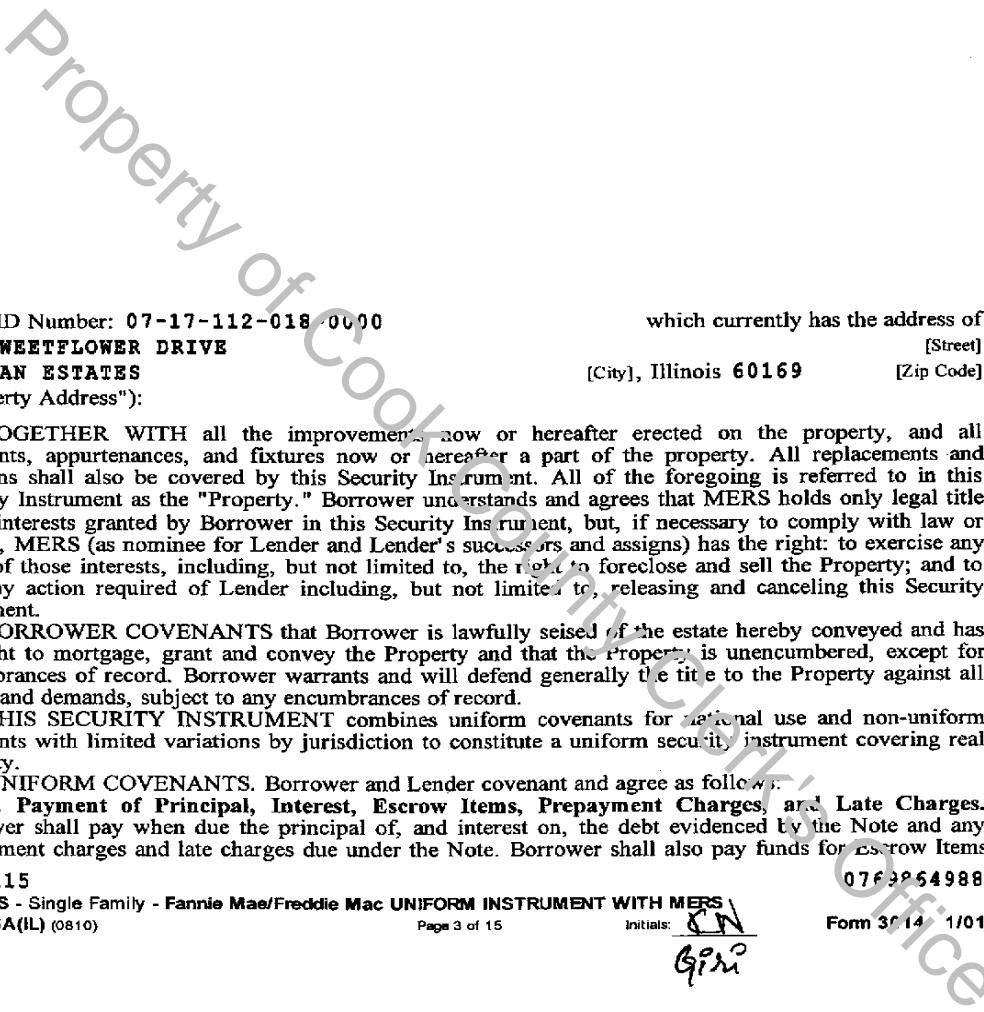 Property of Cook County Clerk's Office
ID Number: 07-17-112-018-0000 which currently has the address of
WEETFLOWER DRIVE [Street]
AN ESTATES [City], Illinois 60169 [Zip Code]
erty Address"):
OGETHER WITH all the improvements now or hereafter erected on the property, and all
nts, appurtenances, and fixtures now or hereafter a part of the property. All replacements and
ns shall also be covered by this Security Instrument. All of the foregoing is referred to in this
y Instrument as the "Property." Borrower understands and agrees that MERS holds only legal title
interests granted by Borrower in this Security Instrument, but, if necessary to comply with law or
, MERS (as nominee for Lender and Lender's successors and assigns) has the right: to exercise any
of those interests, including, but not limited to, the right to foreclose and sell the Property; and to
ny action required of Lender including, but not limited to, releasing and canceling this Security
ment.
ORROWER COVENANTS that Borrower is lawfully seised of the estate hereby conveyed and has
ht to mortgage, grant and convey the Property and that the Property is unencumbered, except for
brances of record. Borrower warrants and will defend generally the title to the Property against all
and demands, subject to any encumbrances of record.
HIS SECURITY INSTRUMENT combines uniform covenants for national use and non-uniform
nts with limited variations by jurisdiction to constitute a uniform security instrument covering real
y.
NIFORM COVENANTS. Borrower and Lender covenant and agree as follows:
. Payment of Principal, Interest, Escrow Items, Prepayment Charges, and Late Charges.
wer shall pay when due the principal of, and interest on, the debt evidenced by the Note and any
ment charges and late charges due under the Note. Borrower shall also pay funds for Escrow Items
115 0769864988
S - Single Family - Fannie Mae/Freddie Mac UNIFORM INSTRUMENT WITH MERS
A(IL) (0810) Page 3 of 15 Initials: KN Form 3014 1/01
Giri